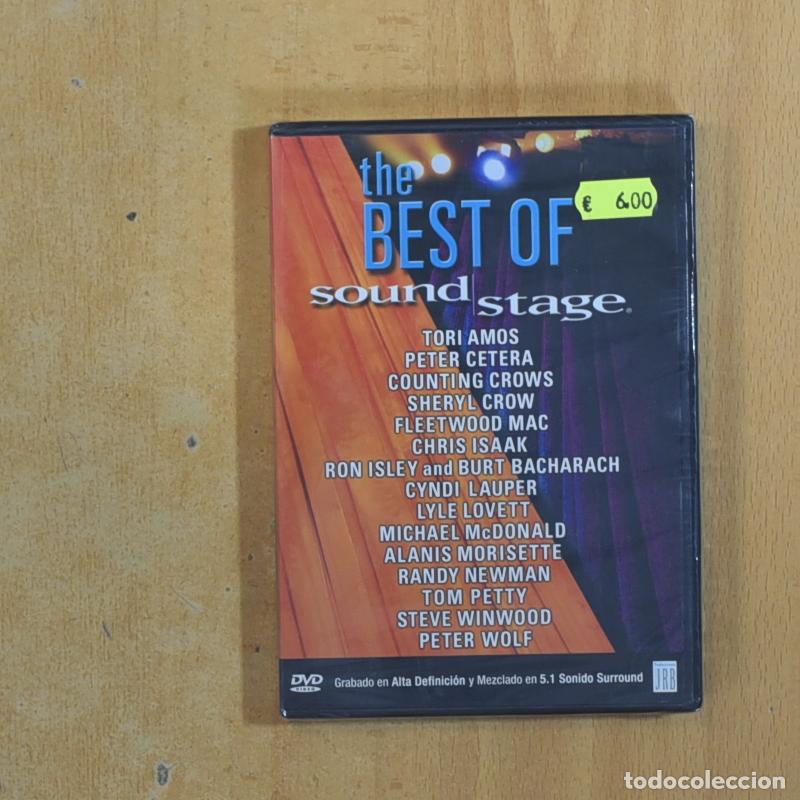 the
BEST OF
€ 6.00
sound stage®
TORI AMOS
PETER CETERA
COUNTING CROWS
SHERYL CROW
FLEETWOOD MAC
CHRIS ISAAK
RON ISLEY and BURT BACHARACH
CYNDI LAUPER
LYLE LOVETT
MICHAEL McDONALD
ALANIS MORISETTE
RANDY NEWMAN
TOM PETTY
STEVE WINWOOD
PETER WOLF
DVD
VIDEO
Grabado en Alta Definición y Mezclado en 5.1 Sonido Surround
JRB
todocoleccion